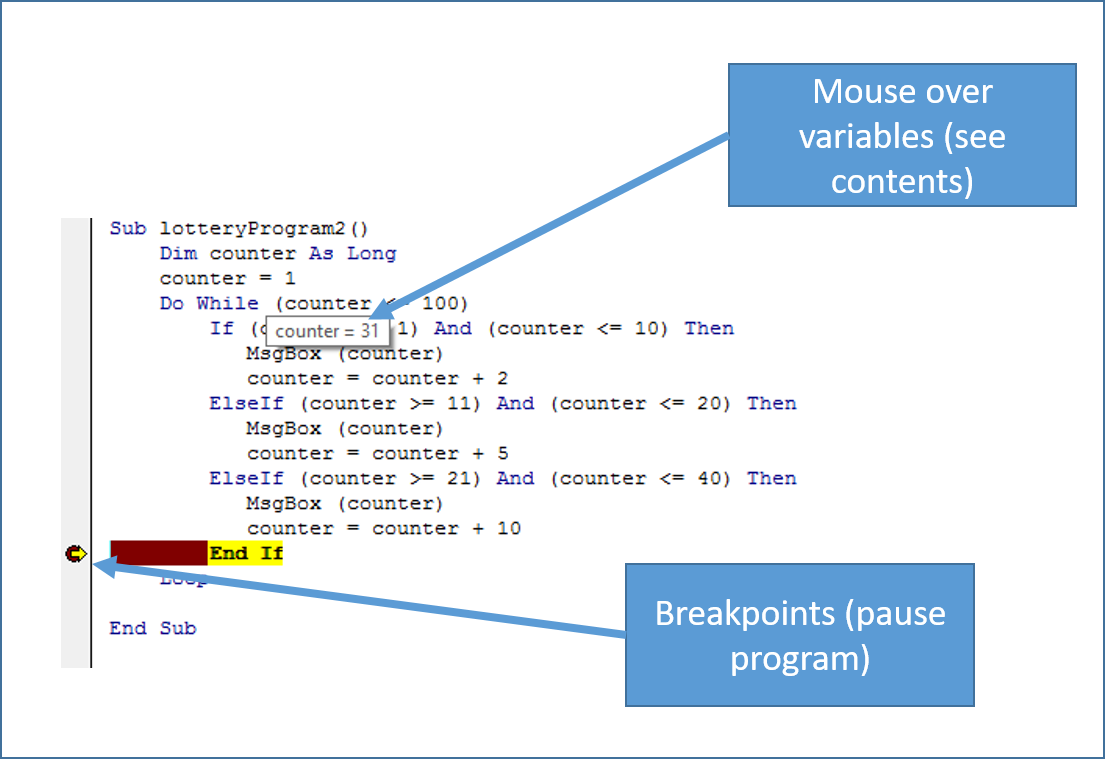 Mouse over
variables (see
contents)
Sub lotteryProgram2()
Dim counter As Long
counter = 1
Do While (counter <= 100)
If ( 1) And (counter <= 10) Then
counter = 31
MsgBox (counter)
counter = counter + 2
ElseIf (counter >= 11) And (counter <= 20) Then
MsgBox (counter)
counter = counter + 5
ElseIf (counter >= 21) And (counter <= 40) Then
MsgBox (counter)
counter = counter + 10
End If
Loop
End Sub
Breakpoints (pause
program)